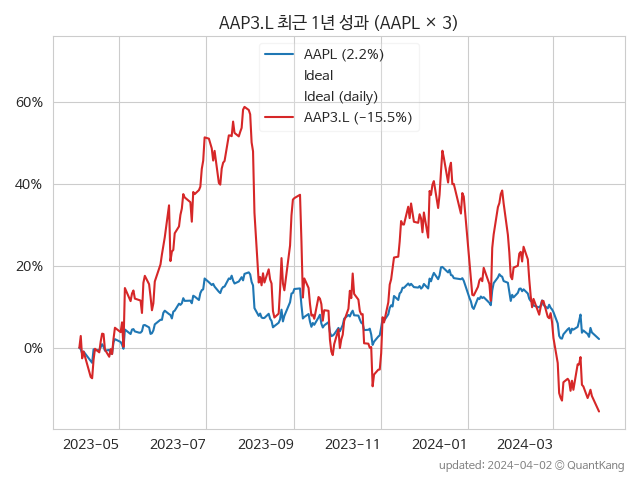 AAP3.L 최근 1년 성과 (AAPL × 3)
AAPL (2.2%)
Ideal
Ideal (daily)
AAP3.L (−15.5%)
60%
40%
20%
0%
2023-05 2023-07 2023-09 2023-11 2024-01 2024-03
updated: 2024-04-02 © QuantKang